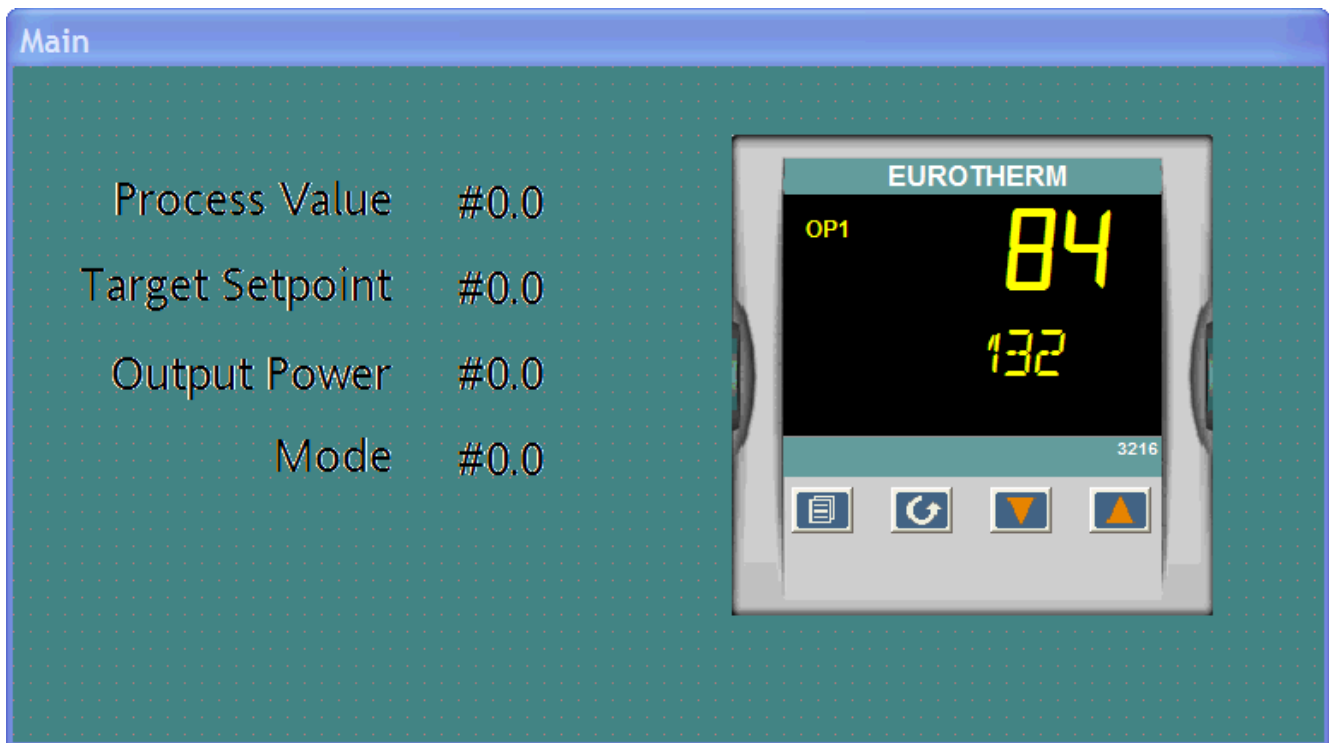 Main
Process Value #0.0
Target Setpoint #0.0
Output Power #0.0
Mode #0.0
EUROTHERM
OP1 84
132
3216